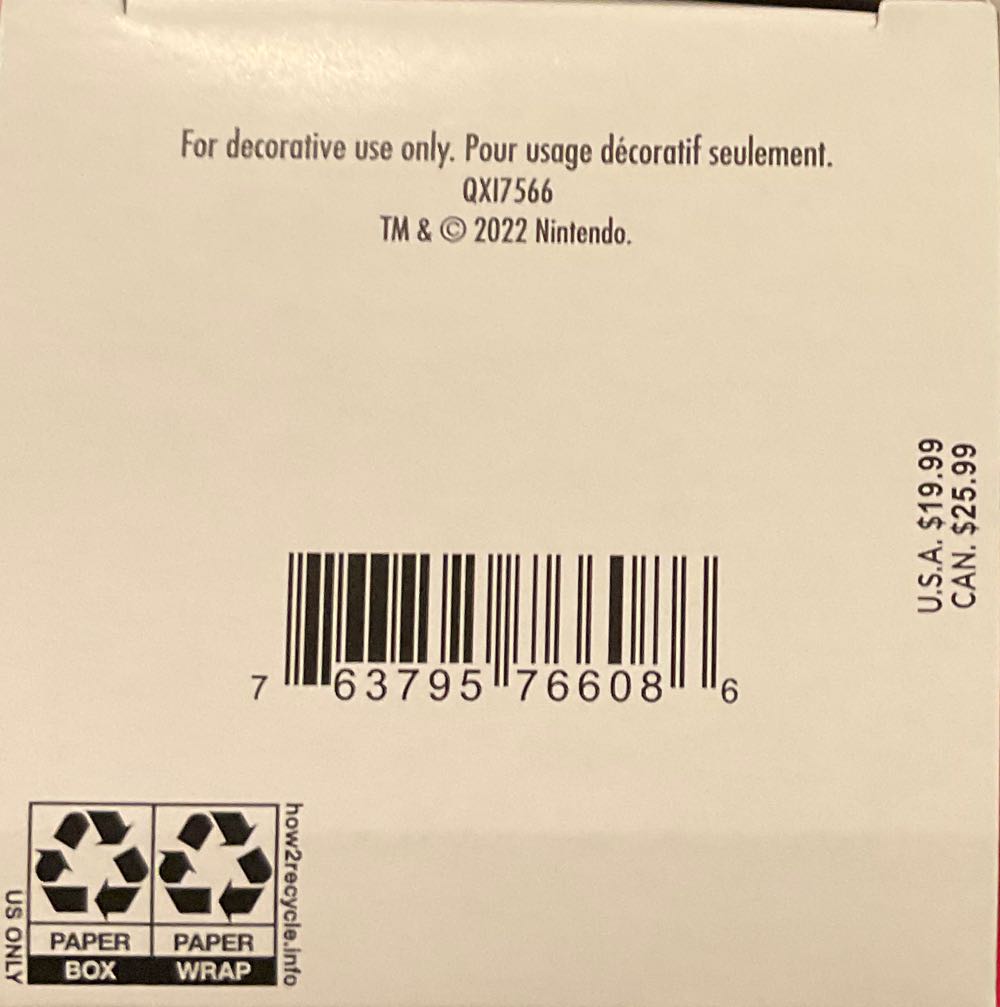 For decorative use only. Pour usage décoratif seulement.
QXI7566
TM & © 2022 Nintendo.
U.S.A. $19.99
CAN. $25.99
7 63795 76608 6
how2recycle.info
US ONLY
PAPER PAPER
BOX WRAP